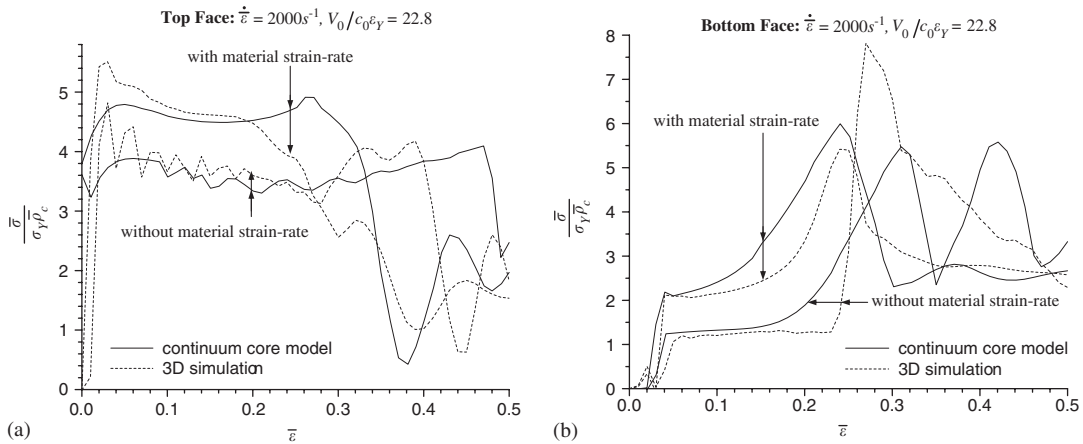 Top Face: ε̇̅ = 2000s⁻¹, V₀/c₀ε_Y = 22.8
5
4
3
2
1
0
σ̅
σ_Y ρ̅_c
with material strain-rate
without material strain-rate
continuum core model
3D simulation
0.0
0.1
0.2
0.3
0.4
0.5
(a)
ε̅
Bottom Face: ε̇̅ = 2000s⁻¹, V₀/c₀ε_Y = 22.8
8
7
6
5
4
3
2
1
0
σ̅
σ_Y ρ̅_c
with material strain-rate
without material strain-rate
continuum core model
3D simulation
0.0
0.1
0.2
0.3
0.4
0.5
(b)
ε̅